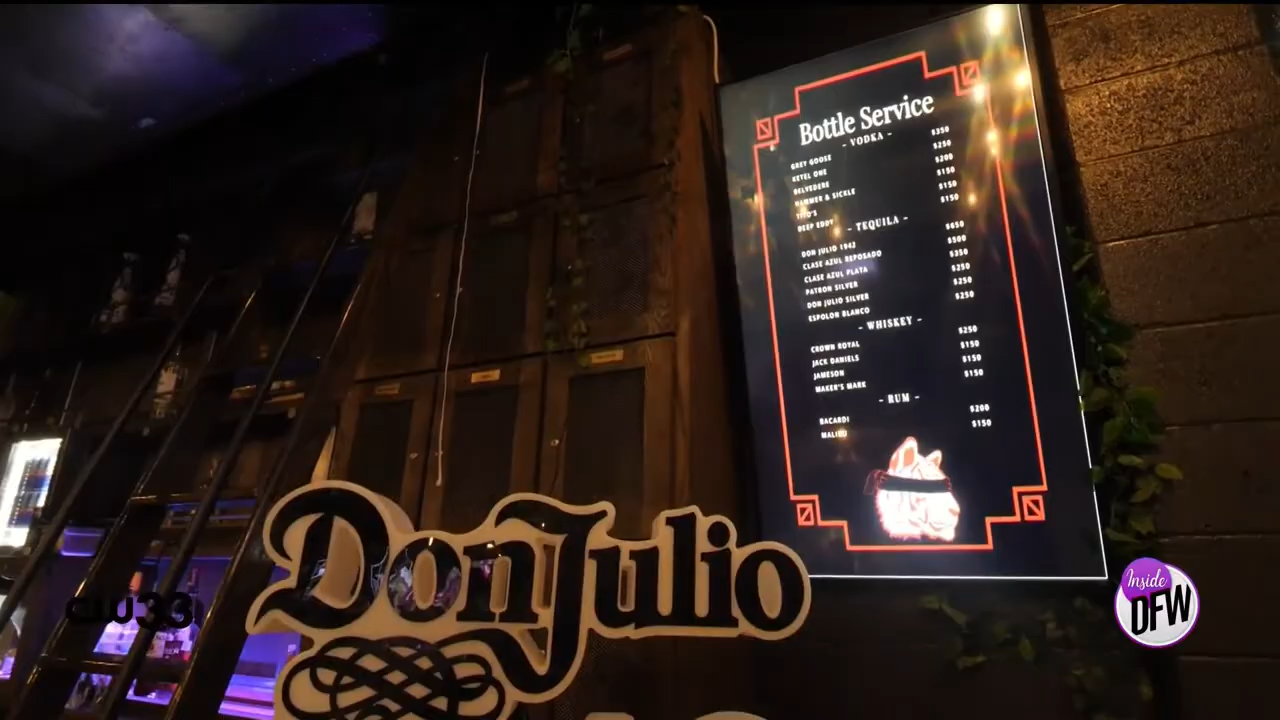 Bottle Service
- VODKA -
GREY GOOSE $350
KETEL ONE $250
BELVEDERE $200
HAMMER & SICKLE $150
TITO'S $150
DEEP EDDY $150
- TEQUILA -
DON JULIO 1942 $650
CLASE AZUL REPOSADO $500
CLASE AZUL PLATA $350
PATRON SILVER $250
DON JULIO SILVER $250
ESPOLON BLANCO $250
- WHISKEY -
CROWN ROYAL $250
JACK DANIELS $150
JAMESON $150
MAKER'S MARK $150
- RUM -
BACARDI $200
MALIBU $150
Don Julio
cw33
Inside
DFW